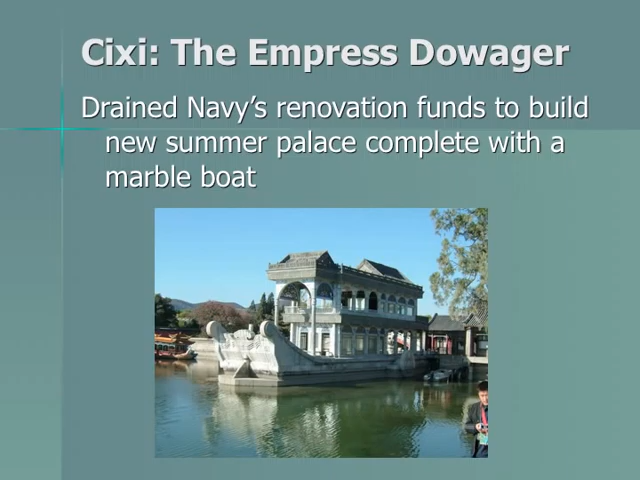 Cixi: The Empress Dowager
Drained Navy’s renovation funds to build
new summer palace complete with a
marble boat